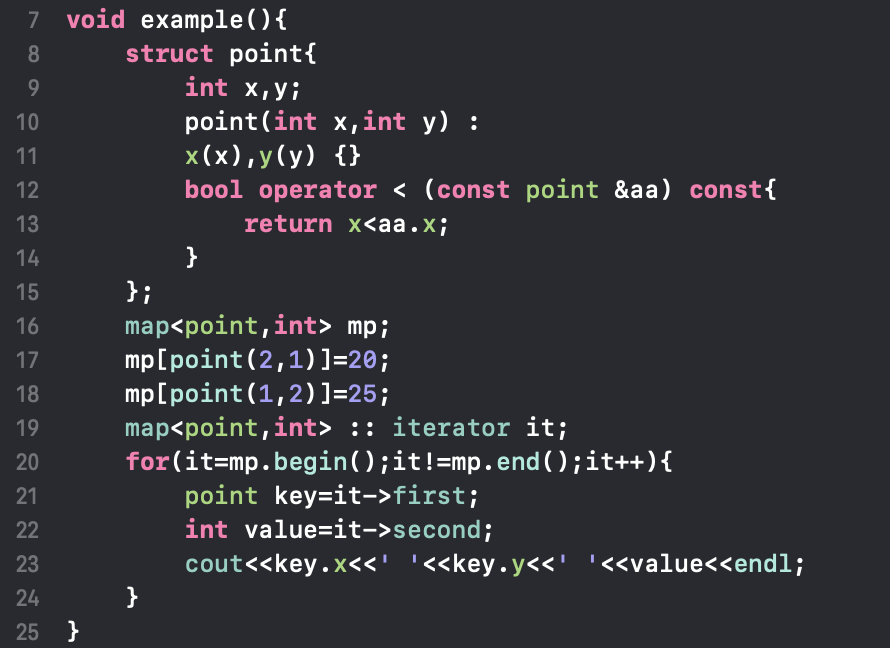 7 void example(){
8 struct point{
9 int x,y;
10 point(int x,int y) :
11 x(x),y(y) {}
12 bool operator < (const point &aa) const{
13 return x<aa.x;
14 }
15 };
16 map<point,int> mp;
17 mp[point(2,1)]=20;
18 mp[point(1,2)]=25;
19 map<point,int> :: iterator it;
20 for(it=mp.begin();it!=mp.end();it++){
21 point key=it->first;
22 int value=it->second;
23 cout<<key.x<<' '<<key.y<<' '<<value<<endl;
24 }
25 }